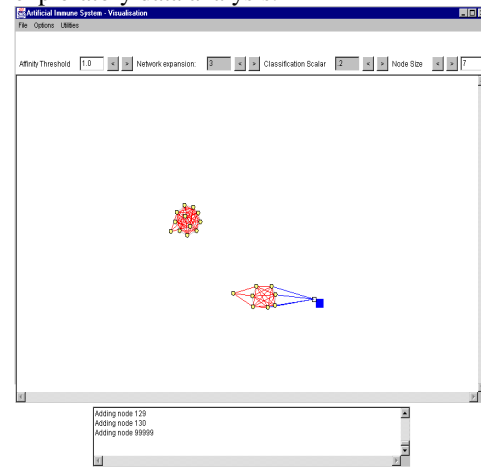 Artificial Immune System - Visualisation
File Options Utilities
Affinity Threshold 1.0 < > Network expansion: 3 < > Classification Scalar .2 < > Node Size < > 7
Adding node 129
Adding node 130
Adding node 99999